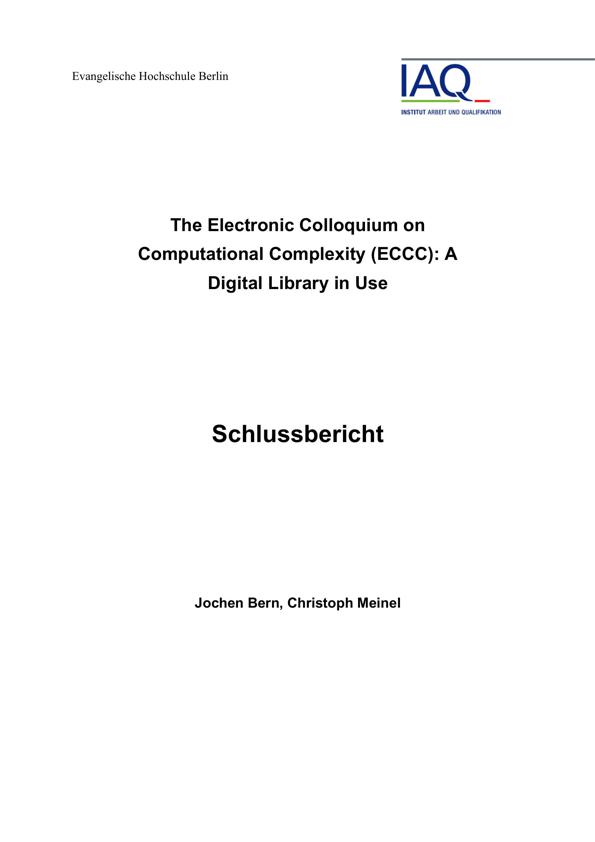 Evangelische Hochschule Berlin
IAQ
INSTITUT ARBEIT UND QUALIFIKATION
The Electronic Colloquium on
Computational Complexity (ECCC): A
Digital Library in Use
Schlussbericht
Jochen Bern, Christoph Meinel